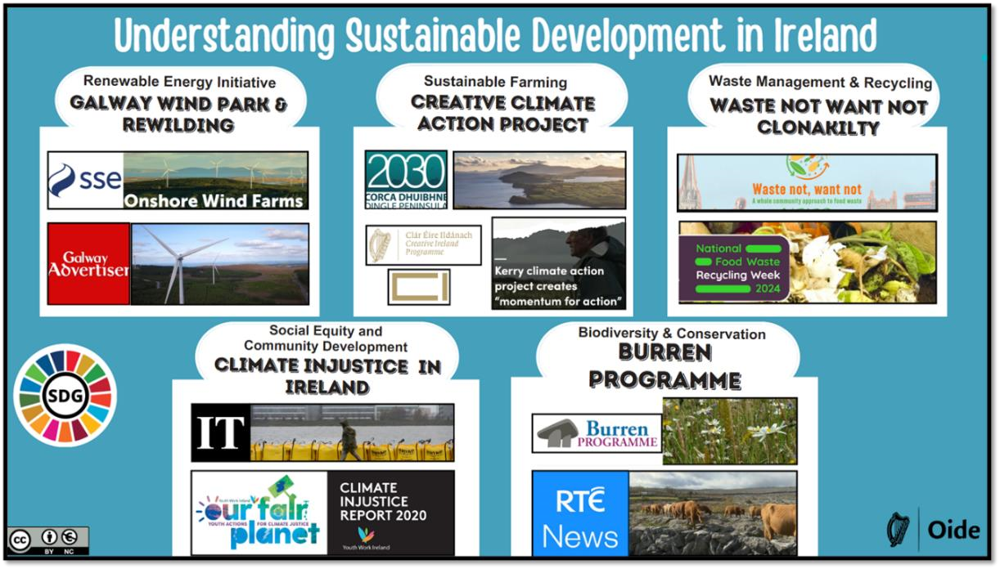 Understanding Sustainable Development in Ireland
Renewable Energy Initiative
GALWAY WIND PARK &
REWILDING
sse
Onshore Wind Farms
Galway
Advertiser
Sustainable Farming
CREATIVE CLIMATE
ACTION PROJECT
2030
CORCA DHUIBHNE
DINGLE PENINSULA
Clár Éire Ildánach
Creative Ireland
Programme
Kerry climate action
project creates
"momentum for action"
Waste Management & Recycling
WASTE NOT WANT NOT
CLONAKILTY
Waste not, want not
A whole community approach to food waste
National
Food Waste
Recycling Week
2024
SDG
Social Equity and
Community Development
CLIMATE INJUSTICE IN
IRELAND
IT
Youth Work Ireland
our fair
YOUTH ACTIONS FOR CLIMATE JUSTICE
planet
CLIMATE
INJUSTICE
REPORT 2020
Youth Work Ireland
Biodiversity & Conservation
BURREN
PROGRAMME
Burren
PROGRAMME
RTÉ
News
cc
BY NC
Oide